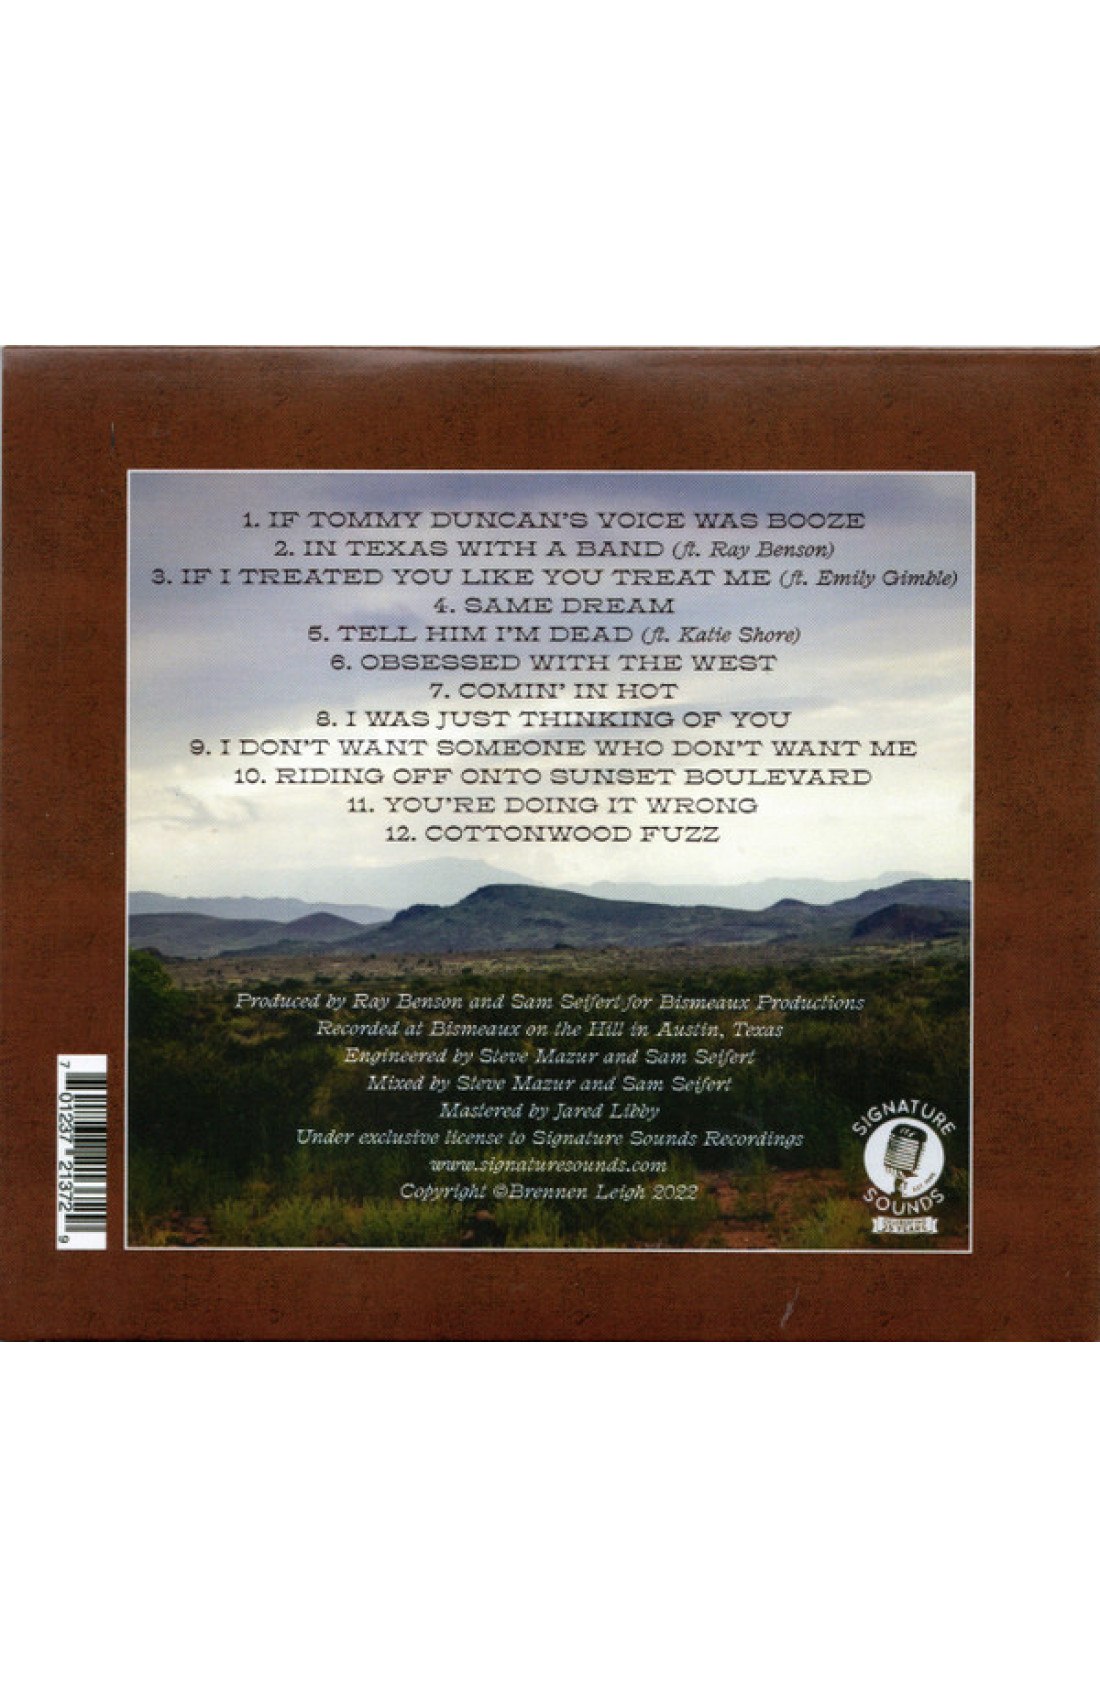 1. IF TOMMY DUNCAN'S VOICE WAS BOOZE
2. IN TEXAS WITH A BAND (ft. Ray Benson)
3. IF I TREATED YOU LIKE YOU TREAT ME (ft. Emily Gimble)
4. SAME DREAM
5. TELL HIM I'M DEAD (ft. Katie Shore)
6. OBSESSED WITH THE WEST
7. COMIN' IN HOT
8. I WAS JUST THINKING OF YOU
9. I DON'T WANT SOMEONE WHO DON'T WANT ME
10. RIDING OFF ONTO SUNSET BOULEVARD
11. YOU'RE DOING IT WRONG
12. COTTONWOOD FUZZ
Produced by Ray Benson and Sam Seifert for Bismeaux Productions
Recorded at Bismeaux on the Hill in Austin, Texas
Engineered by Steve Mazur and Sam Seifert
Mixed by Steve Mazur and Sam Seifert
Mastered by Jared Libby
Under exclusive license to Signature Sounds Recordings
www.signaturesounds.com
Copyright ©Brennen Leigh 2022
7 01237 21372 9
SIGNATURE
SOUNDS